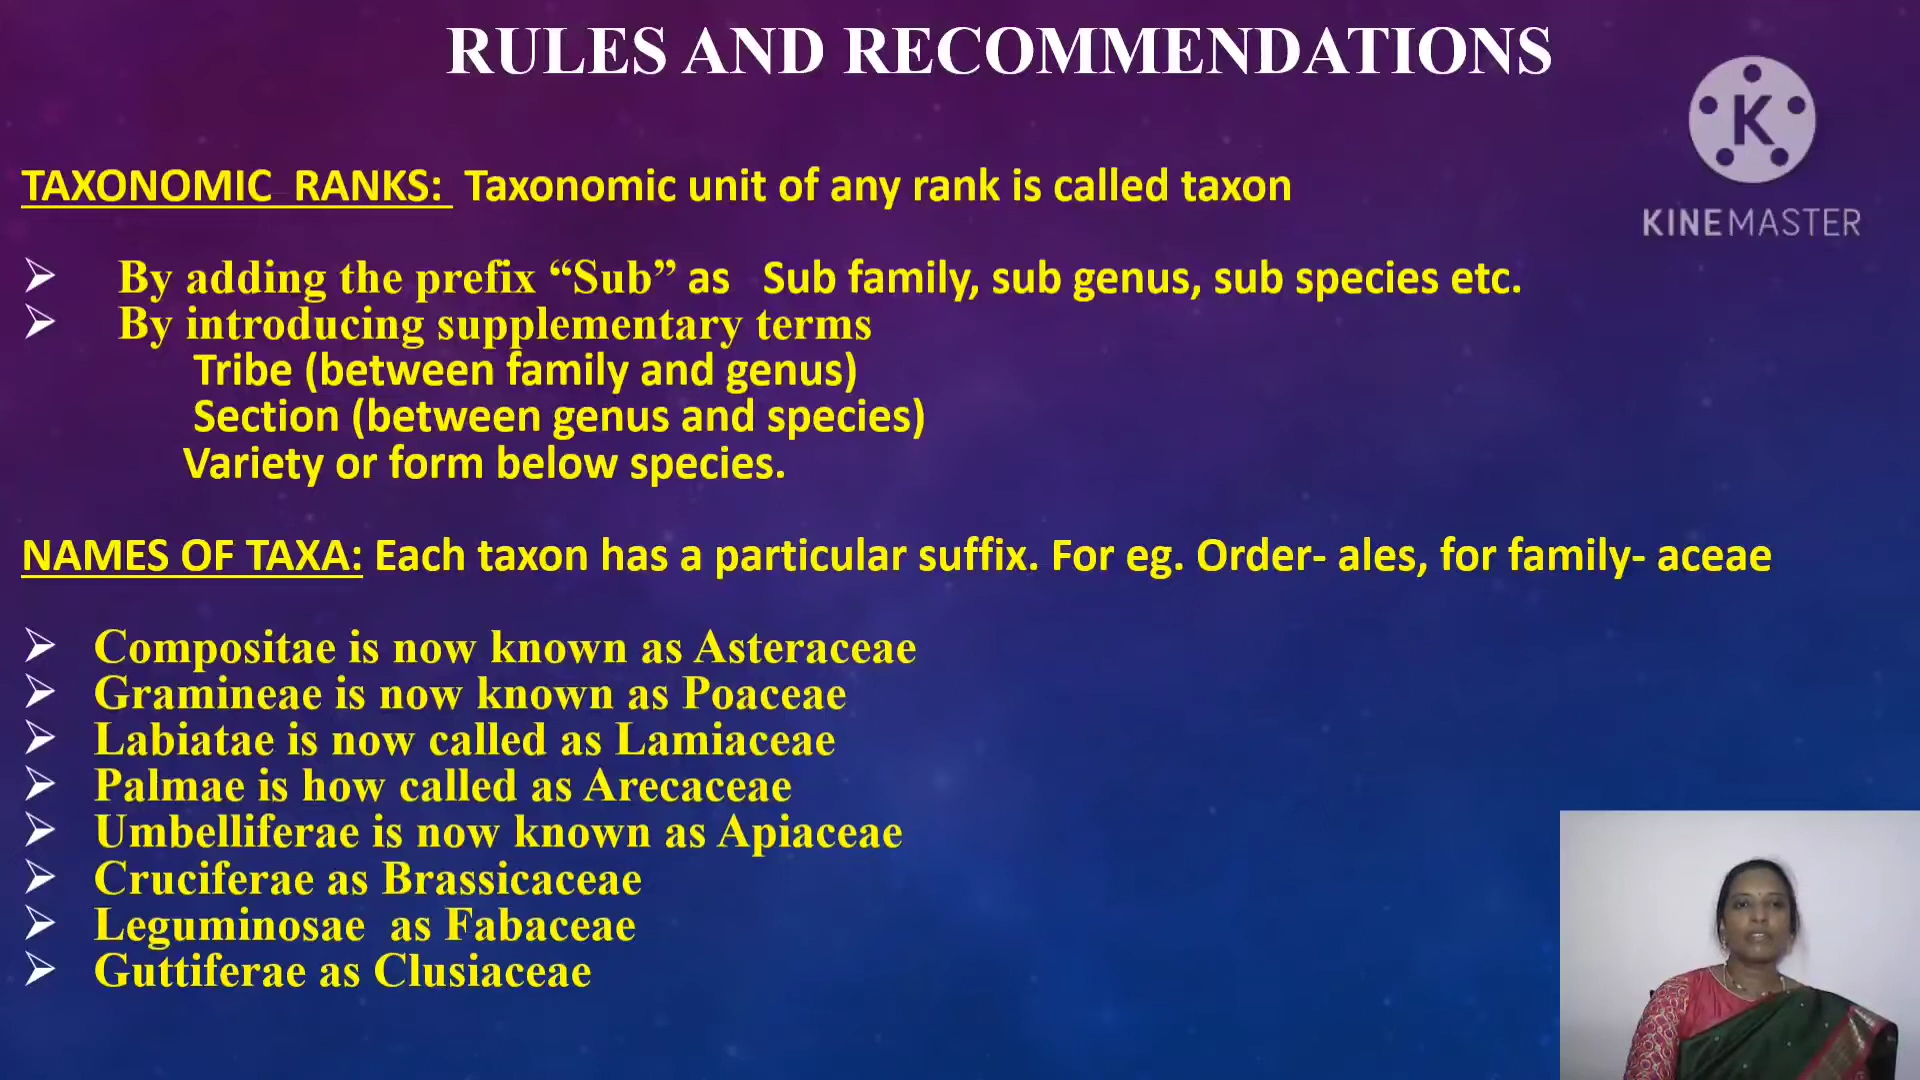 RULES AND RECOMMENDATIONS
K
KINEMASTER
TAXONOMIC RANKS: Taxonomic unit of any rank is called taxon
By adding the prefix “Sub” as Sub family, sub genus, sub species etc.
By introducing supplementary terms
Tribe (between family and genus)
Section (between genus and species)
Variety or form below species.
NAMES OF TAXA: Each taxon has a particular suffix. For eg. Order- ales, for family- aceae
Compositae is now known as Asteraceae
Gramineae is now known as Poaceae
Labiatae is now called as Lamiaceae
Palmae is how called as Arecaceae
Umbelliferae is now known as Apiaceae
Cruciferae as Brassicaceae
Leguminosae as Fabaceae
Guttiferae as Clusiaceae